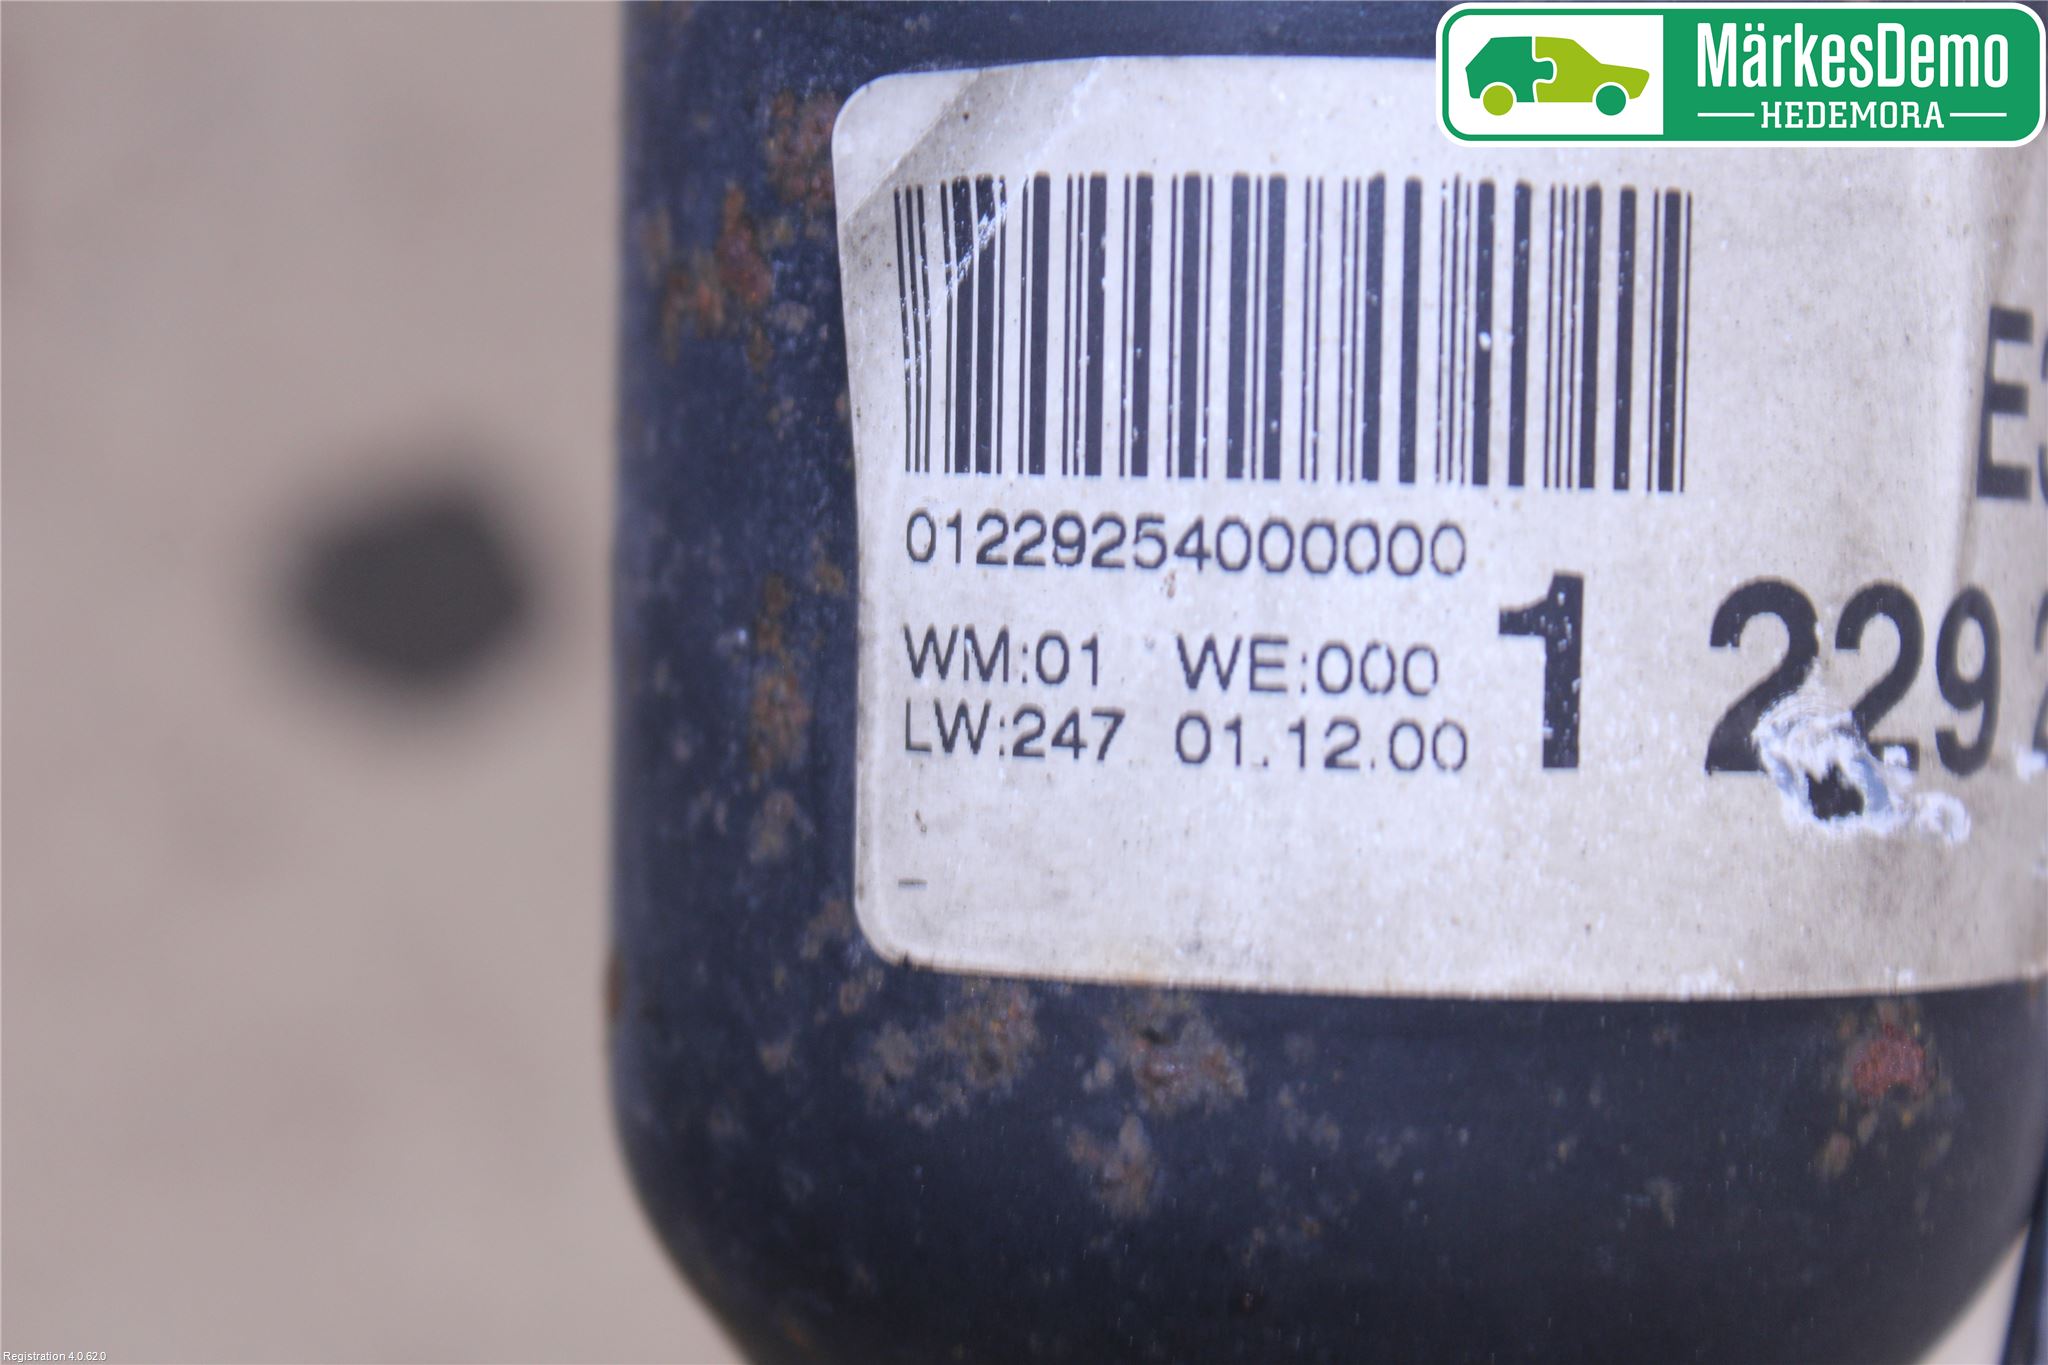 MärkesDemo
HEDEMORA
01229254000000
WM:01 WE:000
LW:247 01.12.00
1 229
Registration 4.0.62.0